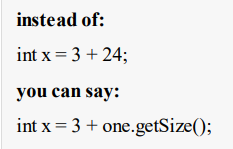 instead of:
int x = 3 + 24;
you can say:
int x = 3 + one.getSize();